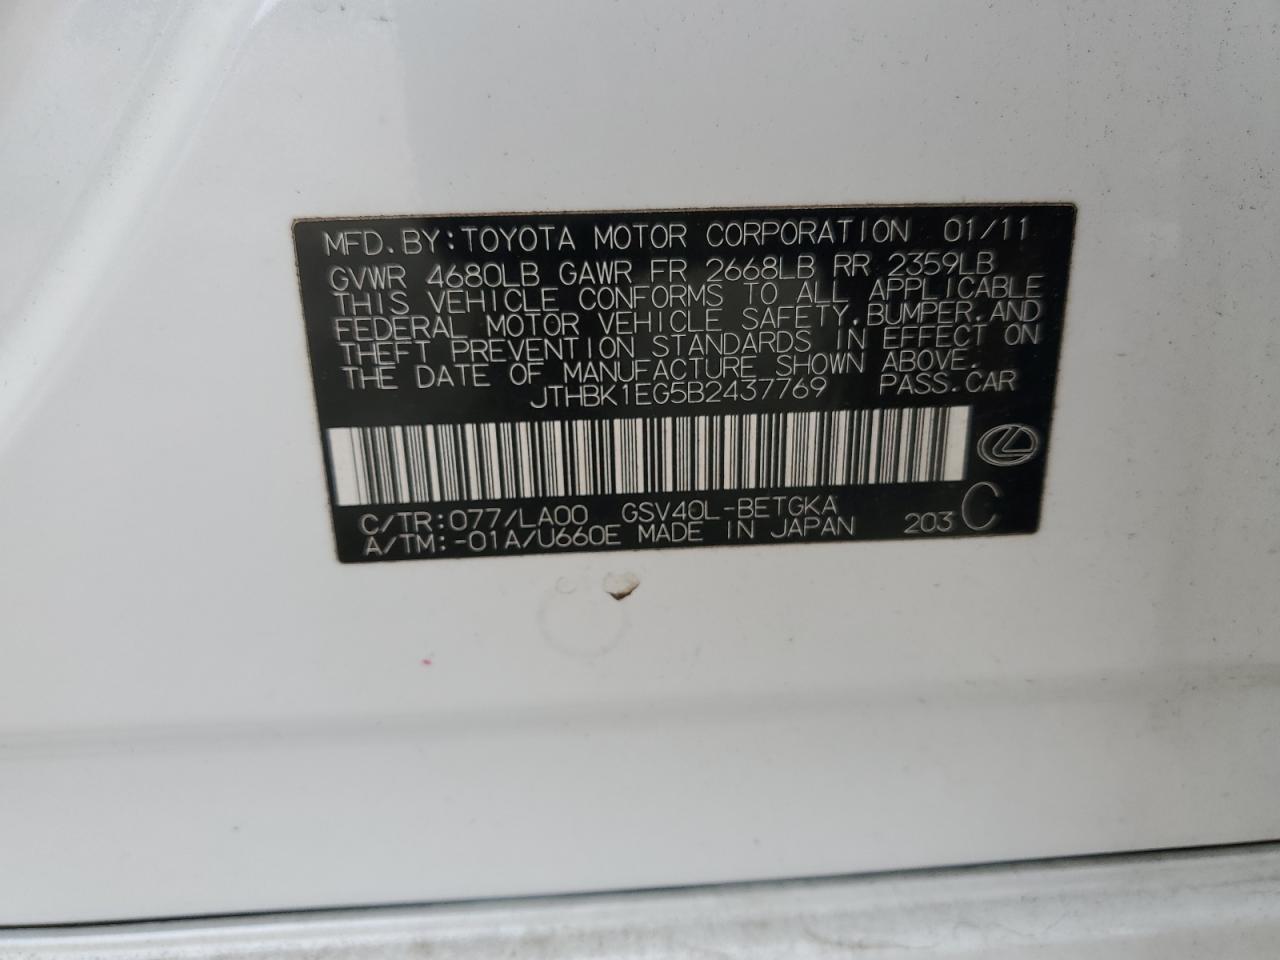 MFD.BY:TOYOTA MOTOR CORPORATION 01/11
GVWR 4680LB GAWR FR 2668LB RR 2359LB
THIS VEHICLE CONFORMS TO ALL APPLICABLE
FEDERAL MOTOR VEHICLE SAFETY,BUMPER,AND
THEFT PREVENTION STANDARDS IN EFFECT ON
THE DATE OF MANUFACTURE SHOWN ABOVE.
JTHBK1EG5B2437769 PASS.CAR
C/TR:077/LA00 GSV40L-BETGKA
A/TM:-01A/U660E MADE IN JAPAN 203 C